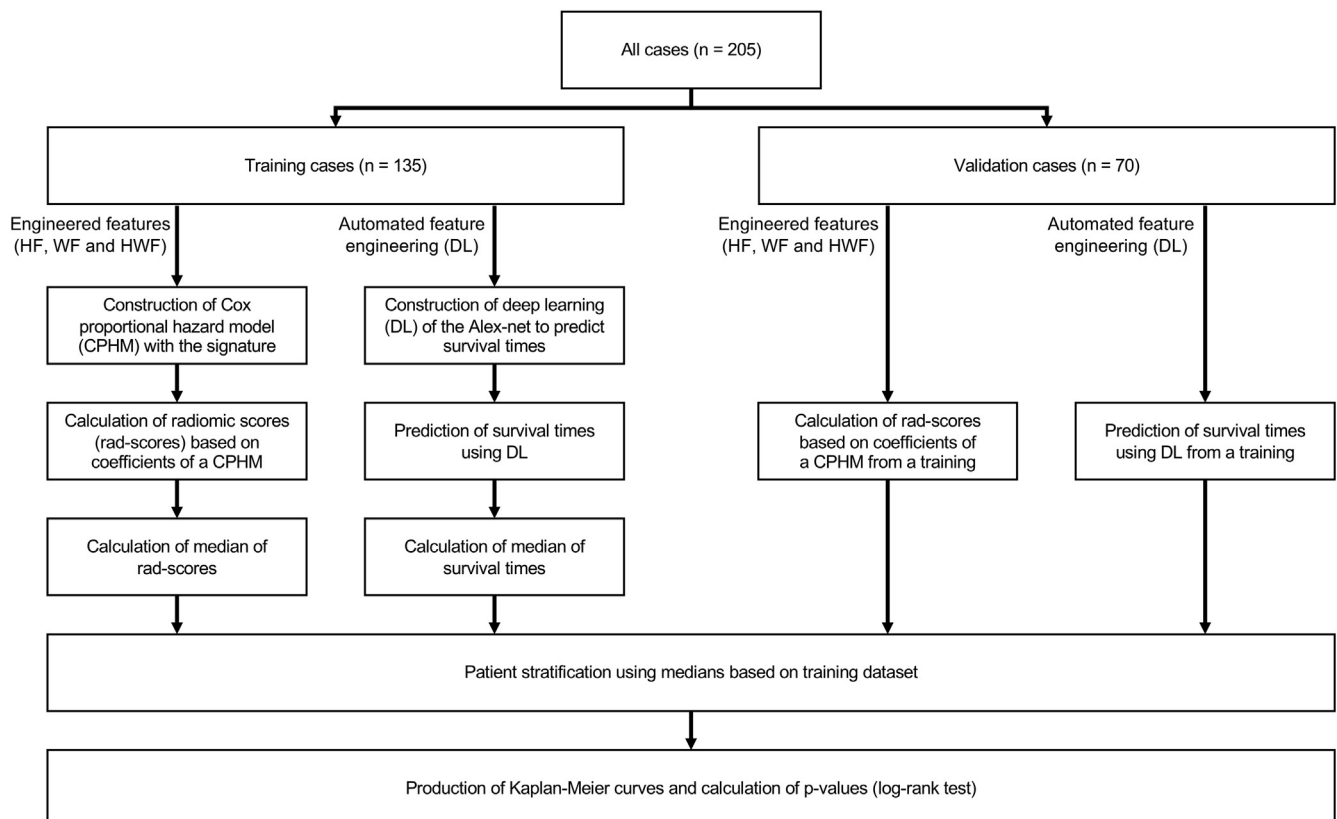 All cases (n = 205)
Training cases (n = 135)
Validation cases (n = 70)
Engineered features
(HF, WF and HWF)
Automated feature
engineering (DL)
Engineered features
(HF, WF and HWF)
Automated feature
engineering (DL)
Construction of Cox
proportional hazard model
(CPHM) with the signature
Construction of deep learning
(DL) of the Alex-net to predict
survival times
Calculation of radiomic scores
(rad-scores) based on
coefficients of a CPHM
Prediction of survival times
using DL
Calculation of rad-scores
based on coefficients of
a CPHM from a training
Prediction of survival times
using DL from a training
Calculation of median of
rad-scores
Calculation of median of
survival times
Patient stratification using medians based on training dataset
Production of Kaplan-Meier curves and calculation of p-values (log-rank test)